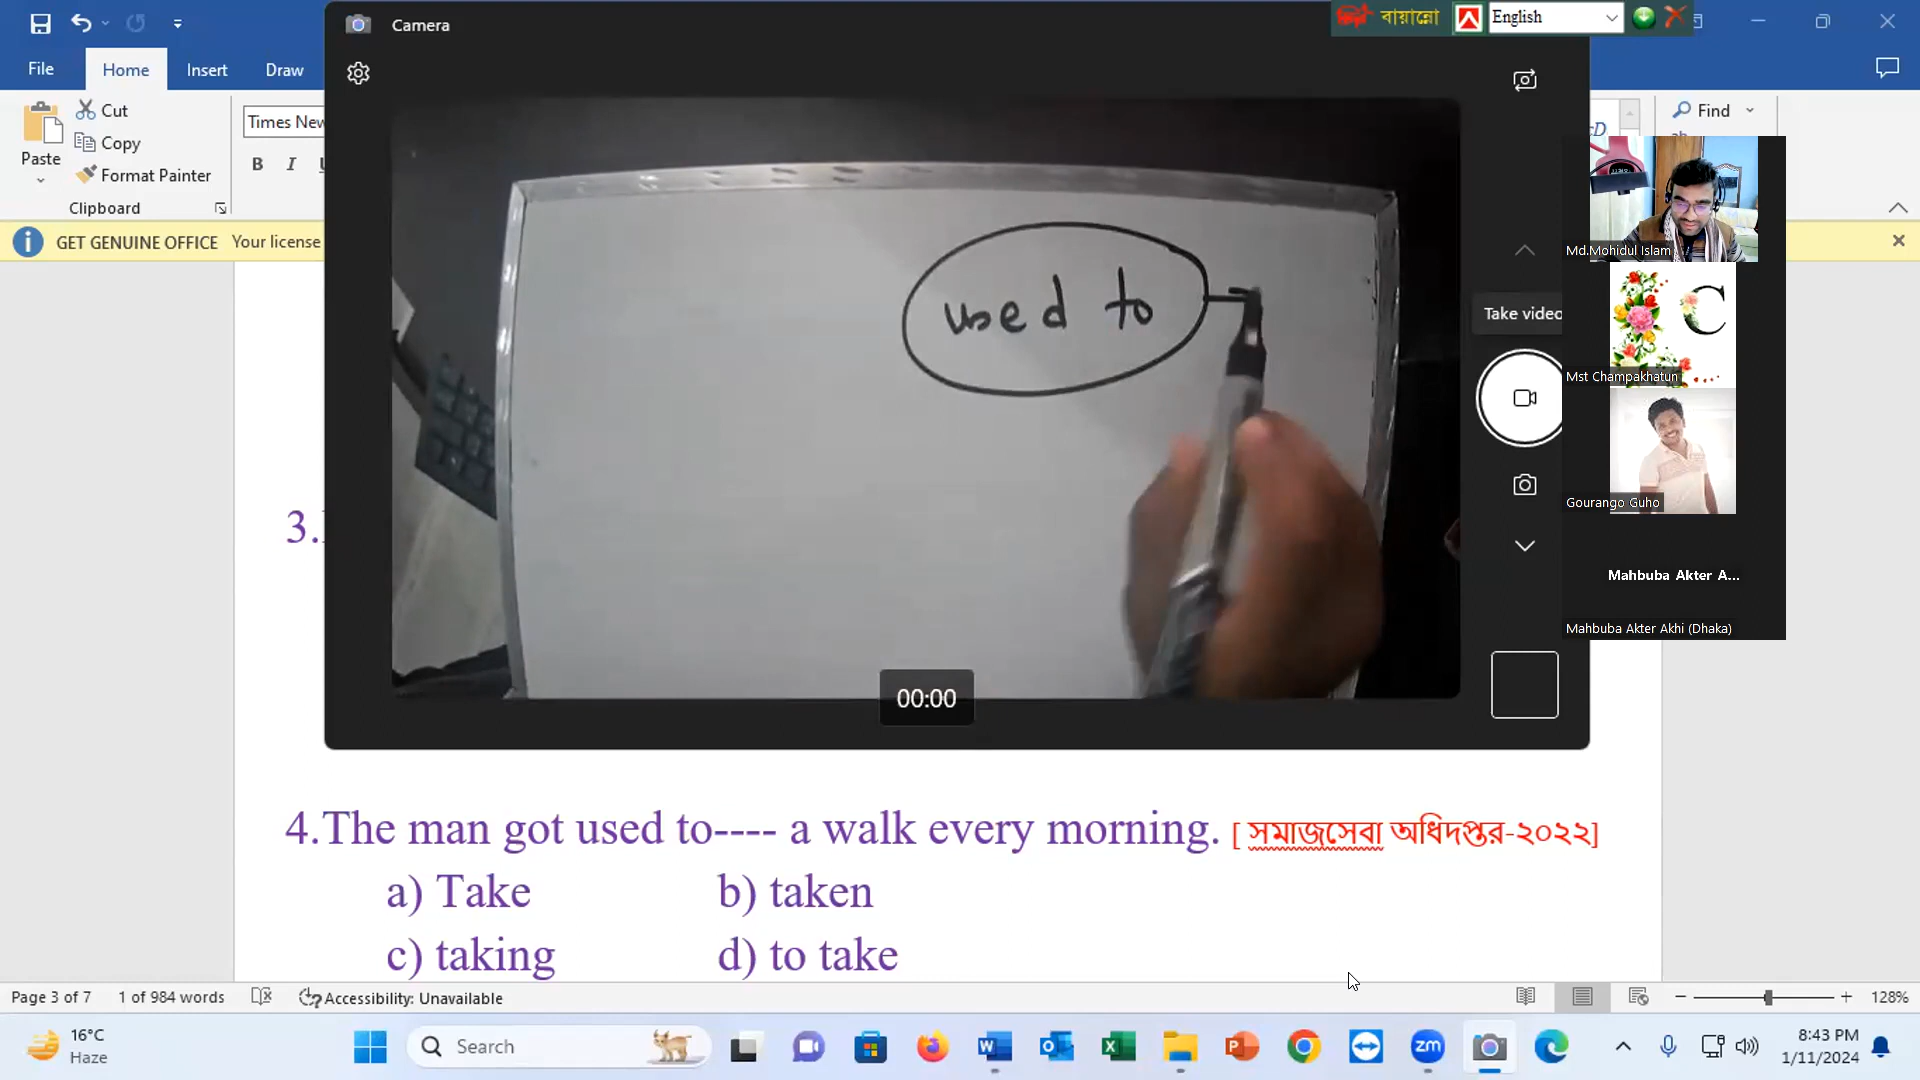 Camera
বায়ান্নো
English
File
Home
Insert
Draw
Cut
Copy
Format Painter
Paste
Clipboard
Times New
B I U
Find
GET GENUINE OFFICE Your license
used to
Take video
00:00
Md.Mohidul Islam
C
Mst Champakhatun
Gourango Guho
Mahbuba Akter A...
Mahbuba Akter Akhi (Dhaka)
3.
4.The man got used to---- a walk every morning. [ সমাজসেবা অধিদপ্তর-২০২২]
a) Take b) taken
c) taking d) to take
Page 3 of 7 1 of 984 words Accessibility: Unavailable 128%
16°C
Haze
Search
zm
8:43 PM
1/11/2024